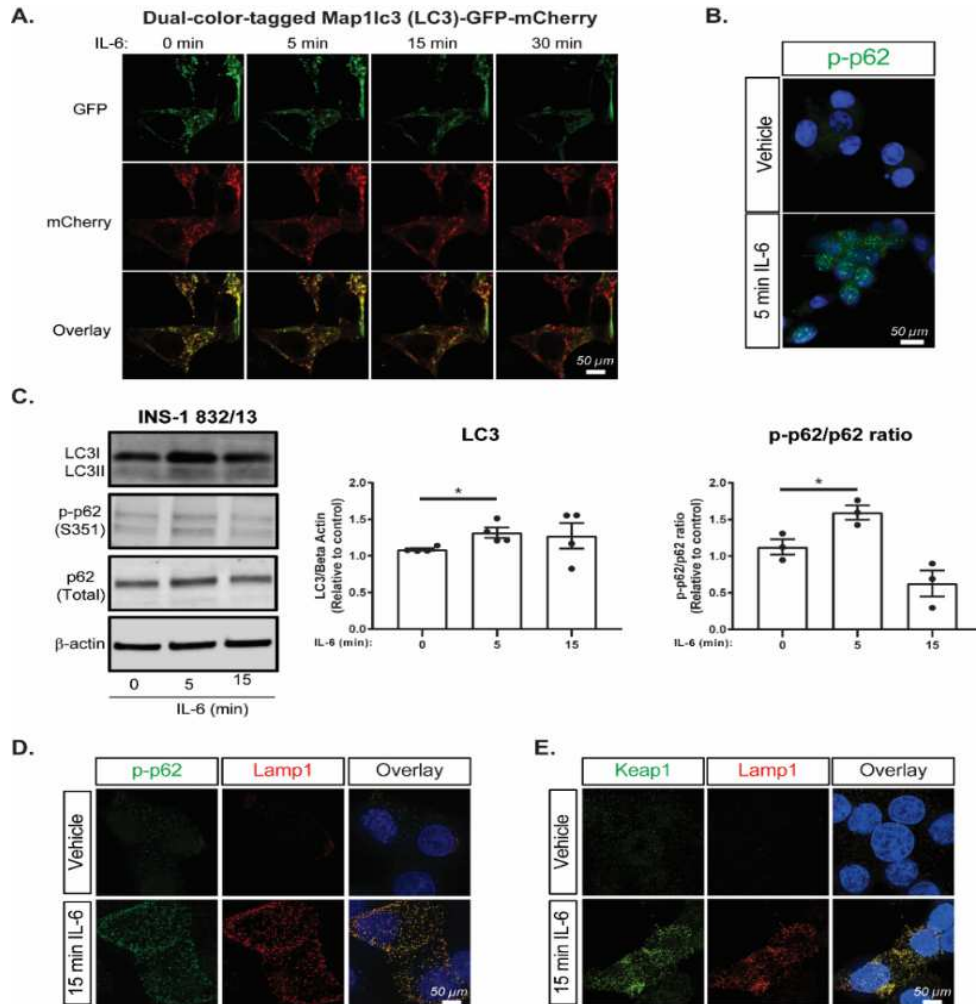 A.
Dual-color-tagged Map1lc3 (LC3)-GFP-mCherry
IL-6: 0 min 5 min 15 min 30 min
GFP
mCherry
Overlay
50 µm
B.
p-p62
Vehicle
5 min IL-6
50 µm
C.
INS-1 832/13
LC3I
LC3II
p-p62
(S351)
p62
(Total)
β-actin
0 5 15
IL-6 (min)
LC3
LC3/Beta Actin
(Relative to control)
2.0
1.5
1.0
0.5
0.0
*
IL-6 (min): 0 5 15
p-p62/p62 ratio
p-p62/p62 ratio
(Relative to control)
2.0
1.5
1.0
0.5
0.0
*
IL-6 (min): 0 5 15
D.
p-p62 Lamp1 Overlay
Vehicle
15 min IL-6
50 µm
E.
Keap1 Lamp1 Overlay
Vehicle
15 min IL-6
50 µm